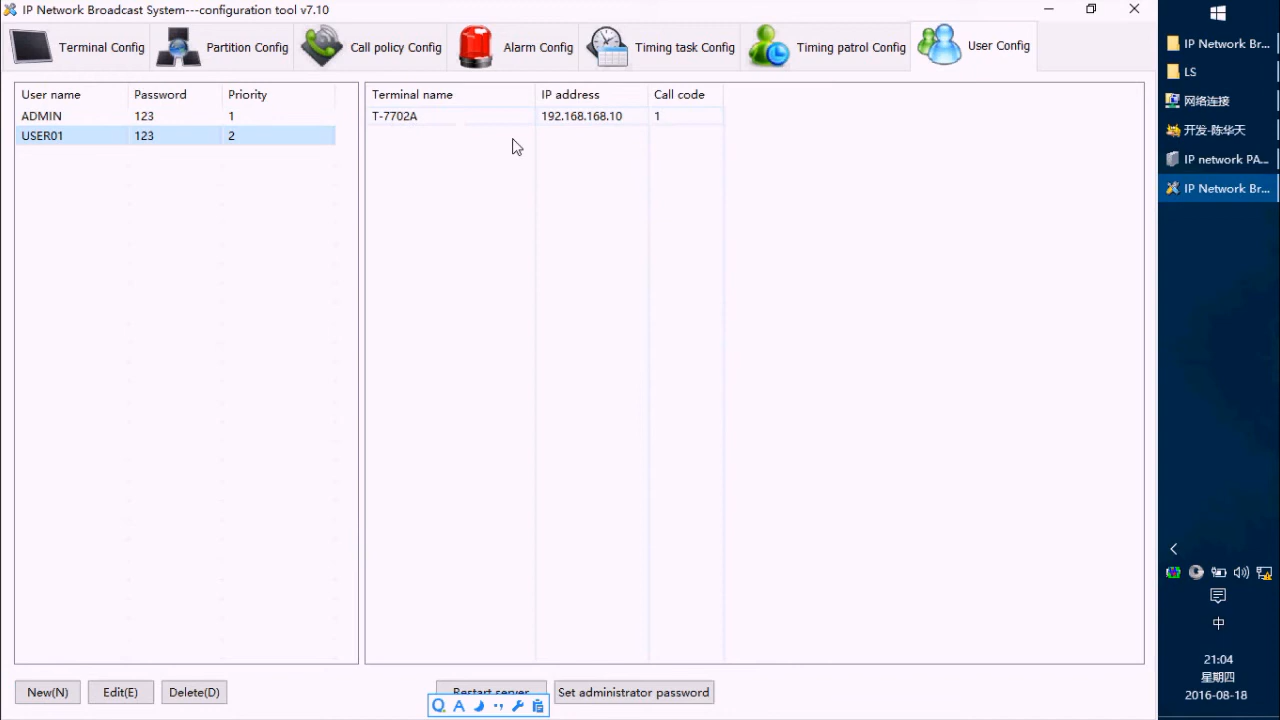 IP Network Broadcast System---configuration tool v7.10
Terminal Config
Partition Config
Call policy Config
Alarm Config
Timing task Config
Timing patrol Config
User Config
User name Password Priority
ADMIN 123 1
USER01 123 2
Terminal name IP address Call code
T-7702A 192.168.168.10 1
New(N)
Edit(E)
Delete(D)
Restart server
Set administrator password
IP Network Br...
LS
网络连接
开发-陈华天
IP network PA...
IP Network Br...
中
21:04
星期四
2016-08-18